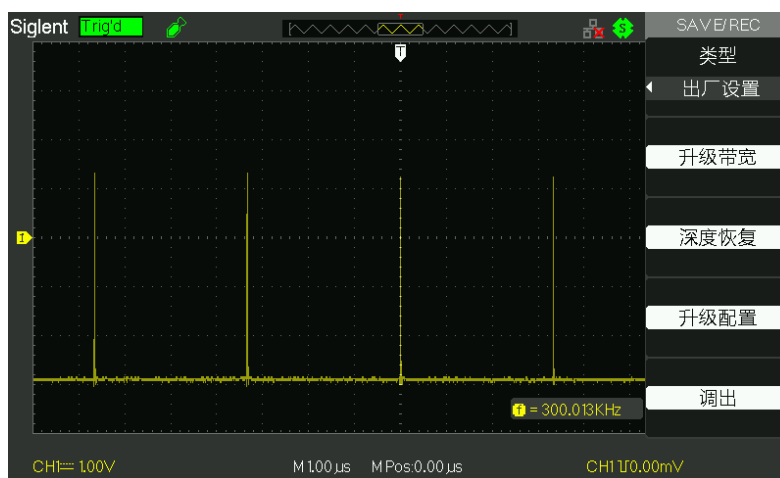 Siglent Trig'd
T
S
SAVE/REC
类型
出厂设置
T
升级带宽
1
深度恢复
升级配置
f = 300.013KHz
调出
CH1 1.00V
M 1.00μs
M Pos:0.00μs
CH1 0.00mV